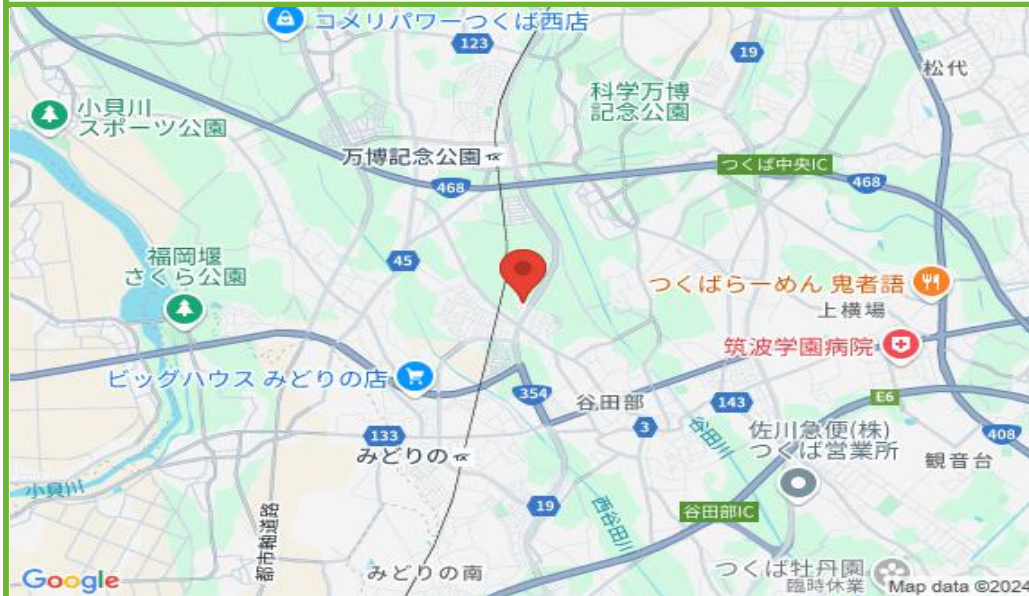 コメリパワーつくば西店
123
19
松代
小貝川
スポーツ公園
科学万博
記念公園
万博記念公園
468
つくば中央IC
468
福岡堰
さくら公園
45
つくばらーめん 鬼者語
上横場
筑波学園病院
ビッグハウス みどりの店
354
谷田部
143
E6
133
3
谷田川
佐川急便(株)
つくば営業所
408
観音台
みどりの
小貝川
19
西谷田川
谷田部IC
都市軸道路
みどりの南
つくば牡丹園
臨時休業
Google
Map data ©2024